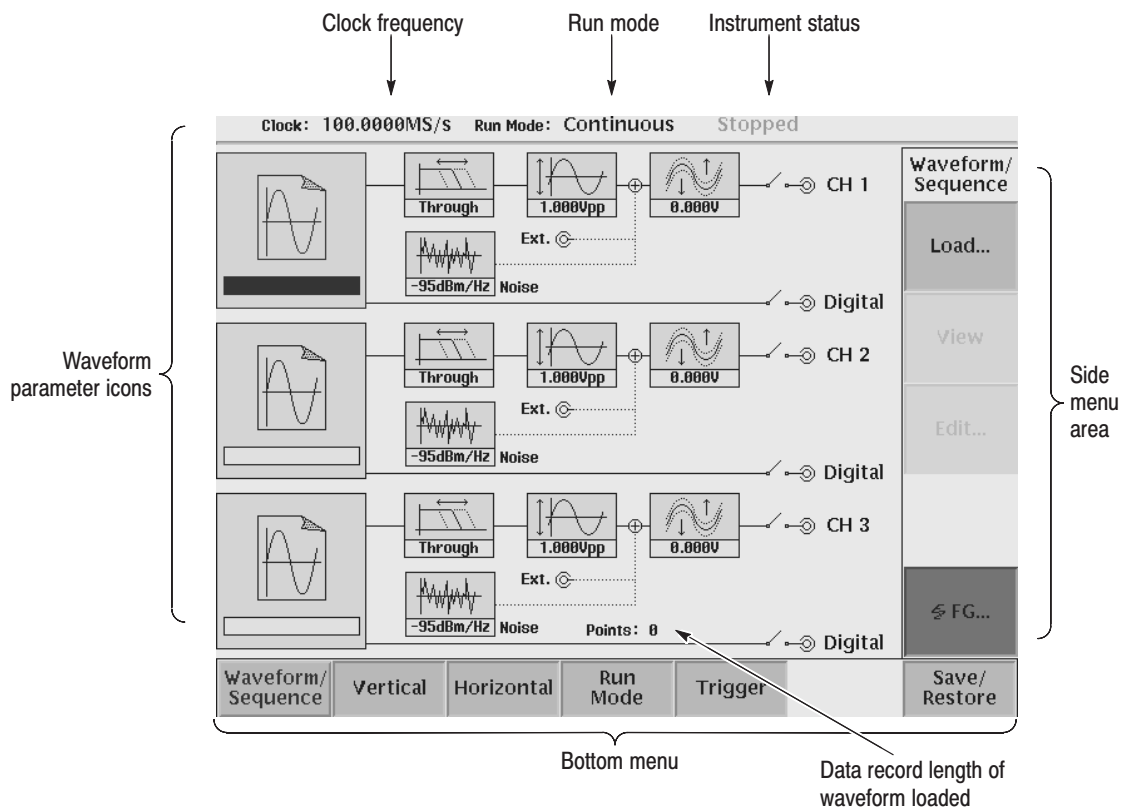 Clock frequency
Run mode
Instrument status
Clock: 100.0000MS/s Run Mode: Continuous Stopped
Waveform/
Sequence
Through
1.000Vpp
0.000V
CH 1
Load...
Ext.
-95dBm/Hz Noise
Digital
View
Through
1.000Vpp
0.000V
CH 2
Waveform
parameter icons
Side
menu
area
Ext.
Edit...
-95dBm/Hz Noise
Digital
Through
1.000Vpp
0.000V
CH 3
Ext.
FG...
-95dBm/Hz Noise
Points: 0
Digital
Waveform/
Sequence
Vertical
Horizontal
Run
Mode
Trigger
Save/
Restore
Bottom menu
Data record length of
waveform loaded